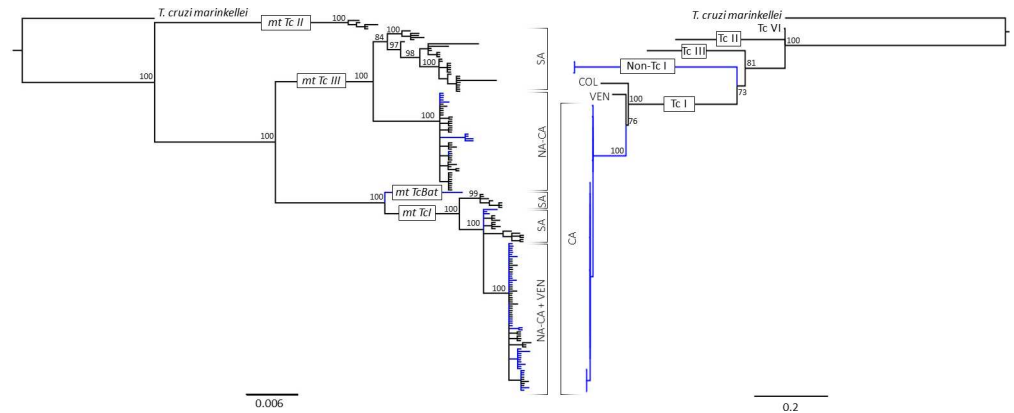 T. cruzi marinkellei
mt Tc II
100
100
mt Tc III
100
84
100
97
98
100
100
100
mt TcBat
100
mt TcI
100
99
100
100
0.006
SA
NA-CA
SA
SA
NA-CA + VEN
T. cruzi marinkellei
Tc VI
Tc II
100
Tc III
81
Non-Tc I
73
COL
VEN
100
Tc I
76
100
CA
0.2